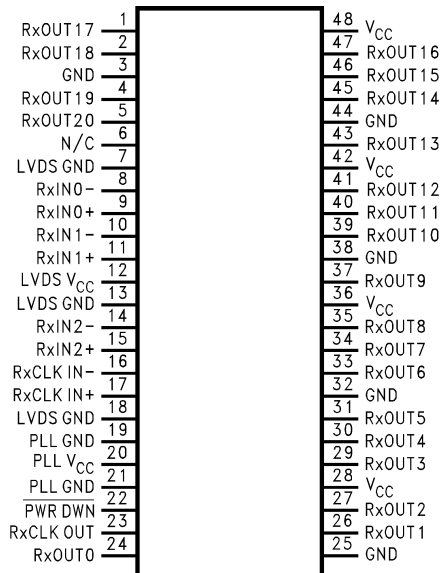 RxOUT17 1
RxOUT18 2
GND 3
RxOUT19 4
RxOUT20 5
N/C 6
LVDS GND 7
RxIN0- 8
RxIN0+ 9
RxIN1- 10
RxIN1+ 11
LVDS VCC 12
LVDS GND 13
RxIN2- 14
RxIN2+ 15
RxCLK IN- 16
RxCLK IN+ 17
LVDS GND 18
PLL GND 19
PLL VCC 20
PLL GND 21
PWR DWN 22
RxCLK OUT 23
RxOUT0 24
48 VCC
47 RxOUT16
46 RxOUT15
45 RxOUT14
44 GND
43 RxOUT13
42 VCC
41 RxOUT12
40 RxOUT11
39 RxOUT10
38 GND
37 RxOUT9
36 VCC
35 RxOUT8
34 RxOUT7
33 RxOUT6
32 GND
31 RxOUT5
30 RxOUT4
29 RxOUT3
28 VCC
27 RxOUT2
26 RxOUT1
25 GND